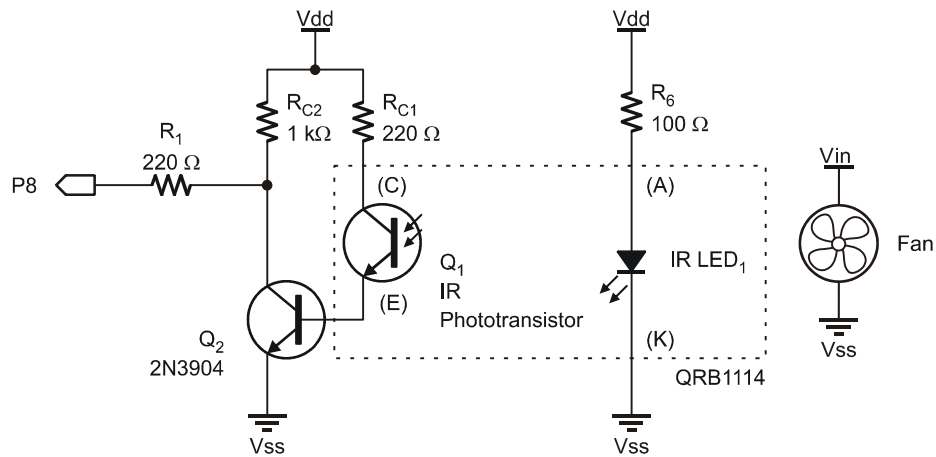 Vdd
Vdd
R_C2
1 kΩ
R_C1
220 Ω
R_6
100 Ω
R_1
220 Ω
P8
(C)
(A)
Vin
Fan
Q_1
IR
Phototransistor
IR LED_1
(E)
(K)
Q_2
2N3904
QRB1114
Vss
Vss
Vss